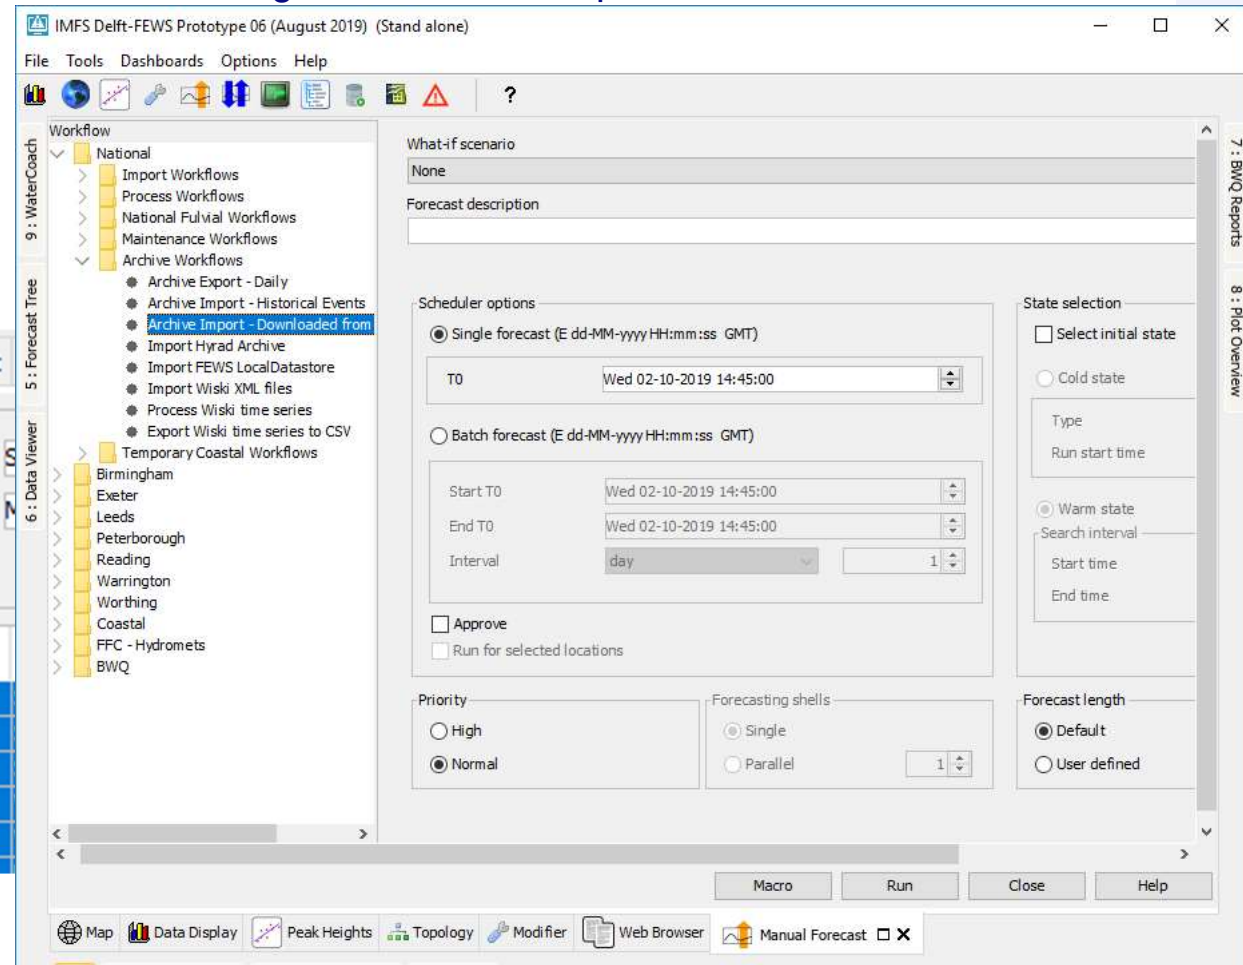 IMFS Delft-FEWS Prototype 06 (August 2019) (Stand alone)
File Tools Dashboards Options Help
?
Workflow
National
Import Workflows
Process Workflows
National Fulvial Workflows
Maintenance Workflows
Archive Workflows
Archive Export - Daily
Archive Import - Historical Events
Archive Import - Downloaded from
Import Hyrad Archive
Import FEWS LocalDatastore
Import Wiski XML files
Process Wiski time series
Export Wiski time series to CSV
Temporary Coastal Workflows
Birmingham
Exeter
Leeds
Peterborough
Reading
Warrington
Worthing
Coastal
FFC - Hydromets
BWQ
9 : WaterCoach
5 : Forecast Tree
6 : Data Viewer
What-if scenario
None
Forecast description
Scheduler options
Single forecast (E dd-MM-yyyy HH:mm:ss GMT)
T0 Wed 02-10-2019 14:45:00
Batch forecast (E dd-MM-yyyy HH:mm:ss GMT)
Start T0 Wed 02-10-2019 14:45:00
End T0 Wed 02-10-2019 14:45:00
Interval day 1
Approve
Run for selected locations
State selection
Select initial state
Cold state
Type
Run start time
Warm state
Search interval
Start time
End time
Priority
High
Normal
Forecasting shells
Single
Parallel 1
Forecast length
Default
User defined
7 : BWQ Reports
8 : Plot Overview
Macro Run Close Help
Map Data Display Peak Heights Topology Modifier Web Browser Manual Forecast